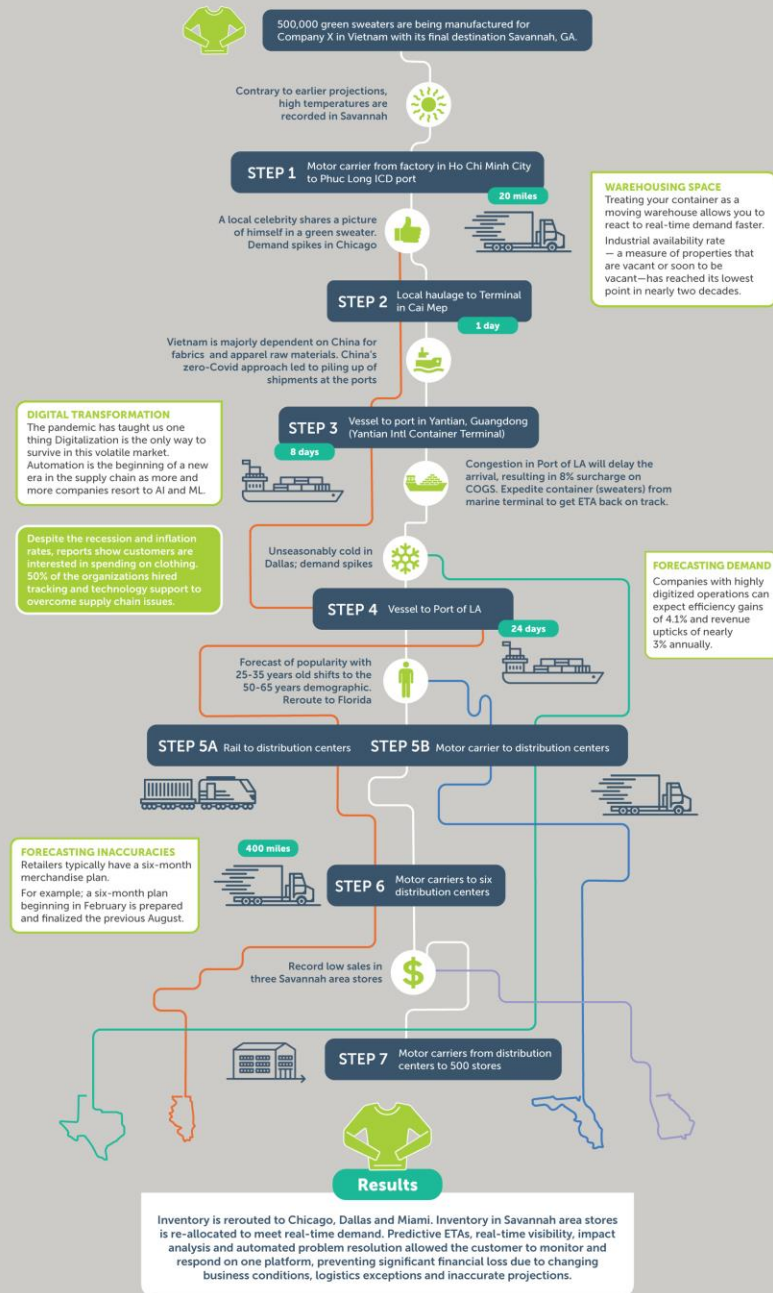 500,000 green sweaters are being manufactured for
Company X in Vietnam with its final destination Savannah, GA.
Contrary to earlier projections,
high temperatures are
recorded in Savannah
STEP 1 Motor carrier from factory in Ho Chi Minh City
to Phuc Long ICD port
20 miles
WAREHOUSING SPACE
Treating your container as a
moving warehouse allows you to
react to real-time demand faster.
Industrial availability rate
— a measure of properties that
are vacant or soon to be
vacant—has reached its lowest
point in nearly two decades.
A local celebrity shares a picture
of himself in a green sweater.
Demand spikes in Chicago
STEP 2 Local haulage to Terminal
in Cai Mep
1 day
Vietnam is majorly dependent on China for
fabrics and apparel raw materials. China's
zero-Covid approach led to piling up of
shipments at the ports
DIGITAL TRANSFORMATION
The pandemic has taught us one
thing Digitalization is the only way to
survive in this volatile market.
Automation is the beginning of a new
era in the supply chain as more and
more companies resort to AI and ML.
STEP 3 Vessel to port in Yantian, Guangdong
(Yantian Intl Container Terminal)
8 days
Congestion in Port of LA will delay the
arrival, resulting in 8% surcharge on
COGS. Expedite container (sweaters) from
marine terminal to get ETA back on track.
Despite the recession and inflation
rates, reports show customers are
interested in spending on clothing.
50% of the organizations hired
tracking and technology support to
overcome supply chain issues.
Unseasonably cold in
Dallas; demand spikes
FORECASTING DEMAND
Companies with highly
digitized operations can
expect efficiency gains
of 4.1% and revenue
upticks of nearly
3% annually.
STEP 4 Vessel to Port of LA
24 days
Forecast of popularity with
25-35 years old shifts to the
50-65 years demographic.
Reroute to Florida
STEP 5A Rail to distribution centers STEP 5B Motor carrier to distribution centers
FORECASTING INACCURACIES
Retailers typically have a six-month
merchandise plan.
For example; a six-month plan
beginning in February is prepared
and finalized the previous August.
400 miles
STEP 6 Motor carriers to six
distribution centers
Record low sales in
three Savannah area stores
$
STEP 7 Motor carriers from distribution
centers to 500 stores
Results
Inventory is rerouted to Chicago, Dallas and Miami. Inventory in Savannah area stores
is re-allocated to meet real-time demand. Predictive ETAs, real-time visibility, impact
analysis and automated problem resolution allowed the customer to monitor and
respond on one platform, preventing significant financial loss due to changing
business conditions, logistics exceptions and inaccurate projections.